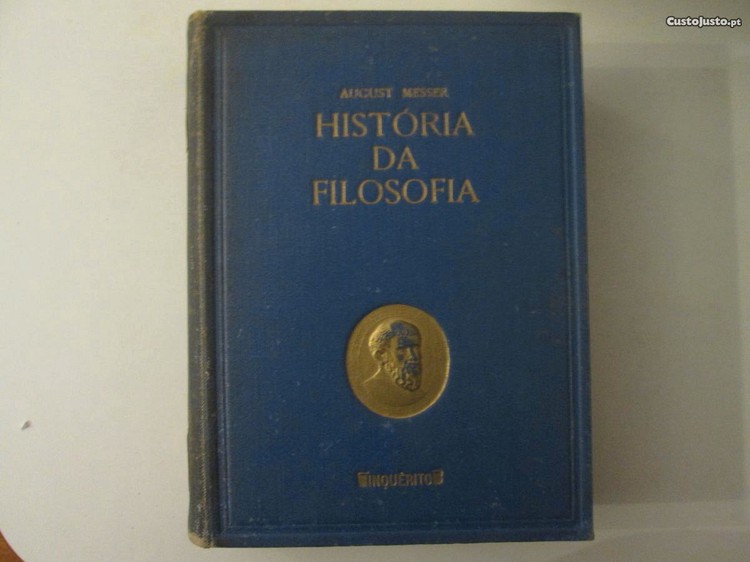 CustoJusto.pt
AUGUST MESSER
HISTÓRIA
DA
FILOSOFIA
INQUÉRITO